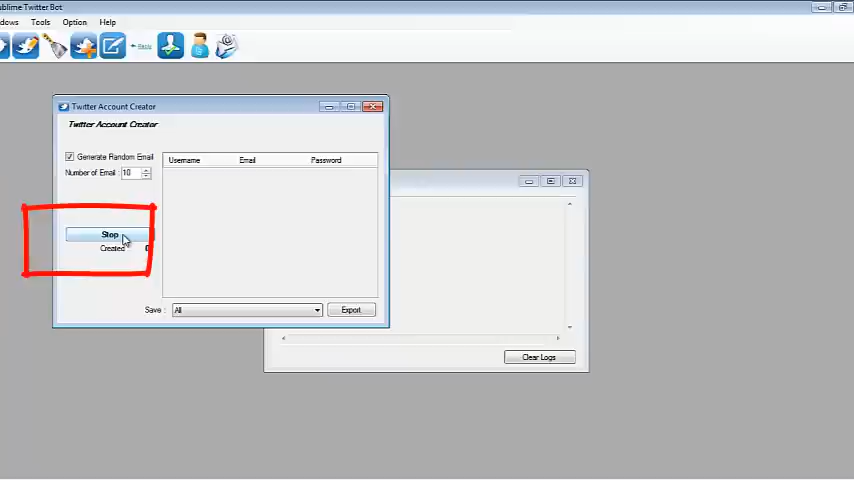 ublime Twitter Bot
dows Tools Option Help
Twitter Account Creator
Twitter Account Creator
Generate Random Email
Number of Email : 10
Username Email Password
Stop
Created
Save : All Export
Clear Logs